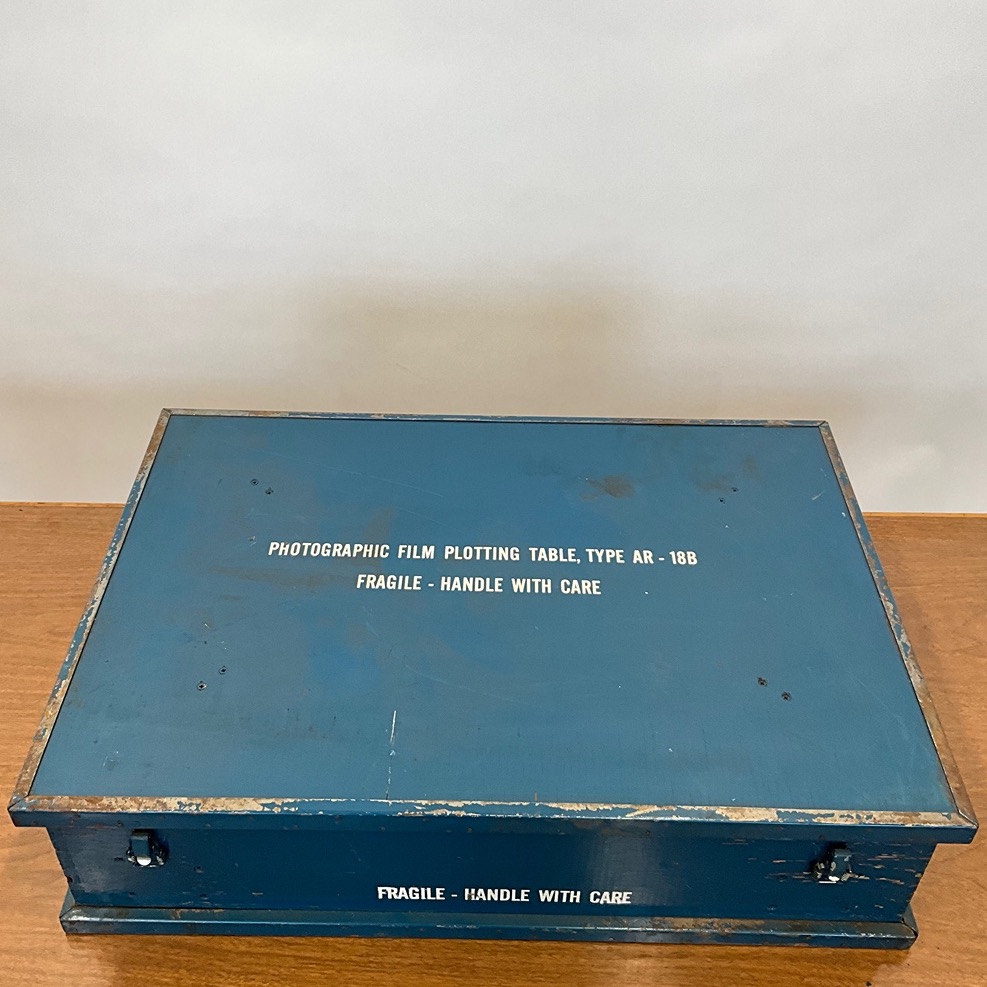 PHOTOGRAPHIC FILM PLOTTING TABLE, TYPE AR - 18B
FRAGILE - HANDLE WITH CARE
FRAGILE - HANDLE WITH CARE